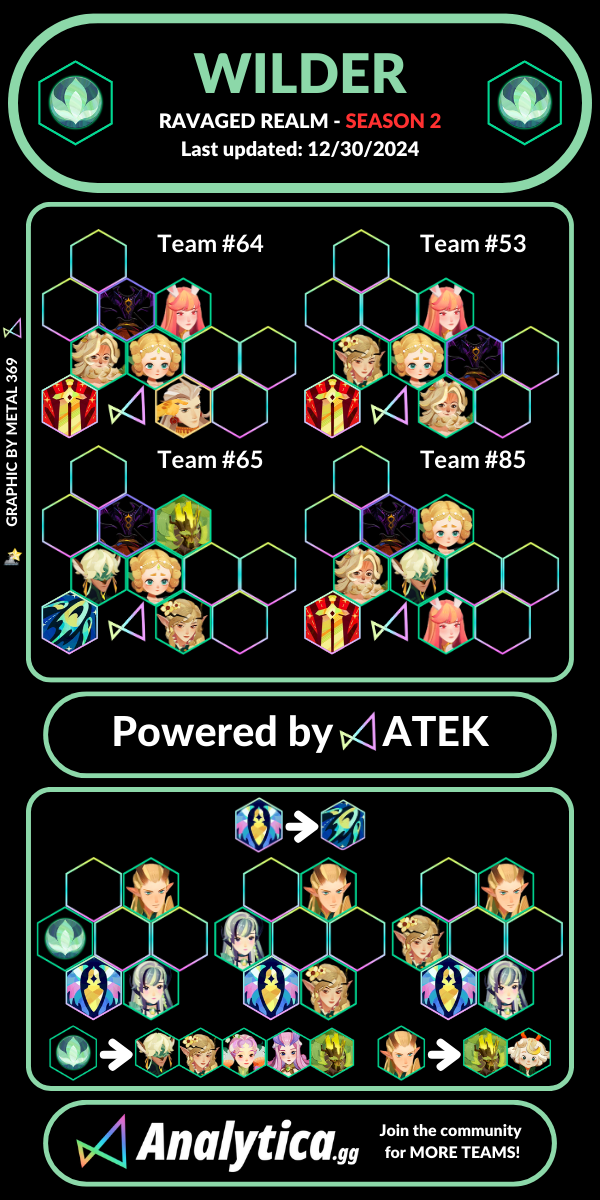 WILDER
RAVAGED REALM - SEASON 2
Last updated: 12/30/2024
GRAPHIC BY METAL 369
Team #64
Team #53
Team #65
Team #85
Powered by ATEK
Analytica.gg
Join the community
for MORE TEAMS!